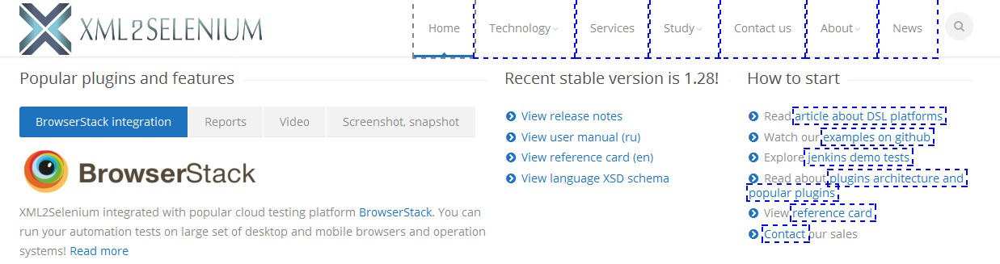 XML2SELENIUM
Home Technology Services Study Contact us About News
Popular plugins and features
BrowserStack integration Reports Video Screenshot, snapshot
BrowserStack
XML2Selenium integrated with popular cloud testing platform BrowserStack. You can
run your automation tests on large set of desktop and mobile browsers and operation
systems! Read more
Recent stable version is 1.28!
View release notes
View user manual (ru)
View reference card (en)
View language XSD schema
How to start
Read article about DSL platforms
Watch our examples on github
Explore jenkins demo tests
Read about plugins architecture and
popular plugins
View reference card
Contact our sales